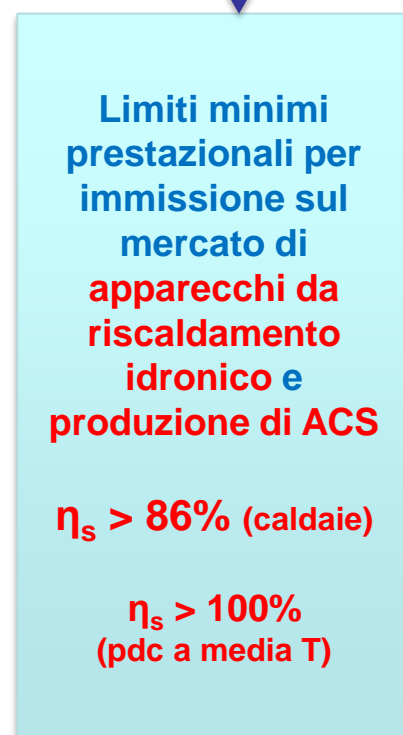 Limiti minimi
prestazionali per
immissione sul
mercato di
apparecchi da
riscaldamento
idronico e
produzione di ACS
ηₛ > 86% (caldaie)
ηₛ > 100%
(pdc a media T)